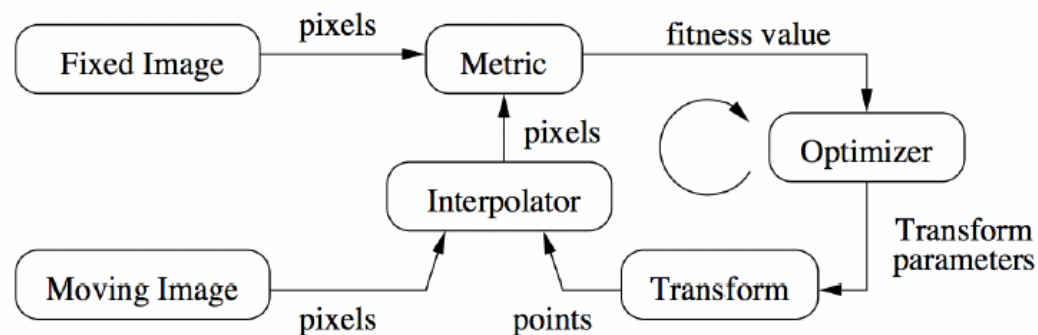 pixels
fitness value
Fixed Image
Metric
pixels
Optimizer
Interpolator
Transform
parameters
Moving Image
Transform
pixels
points